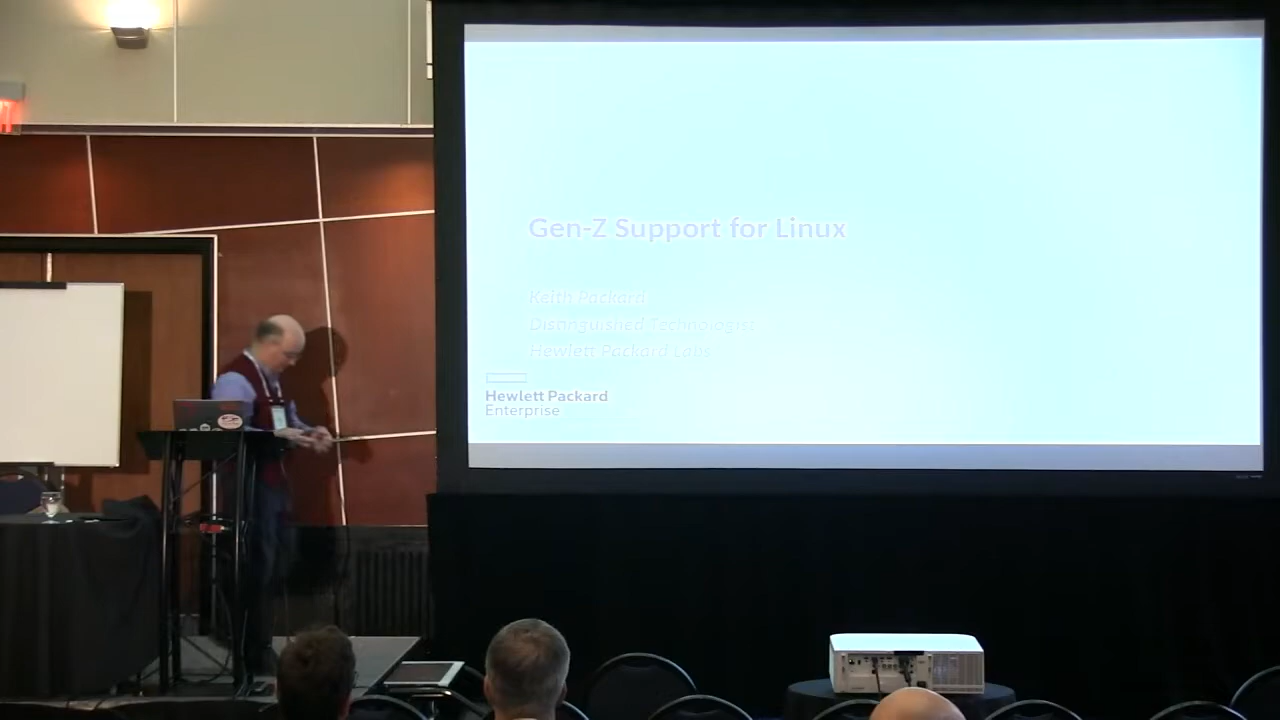 Gen-Z Support for Linux
Keith Packard
Distinguished Technologist
Hewlett Packard Labs
Hewlett Packard
Enterprise